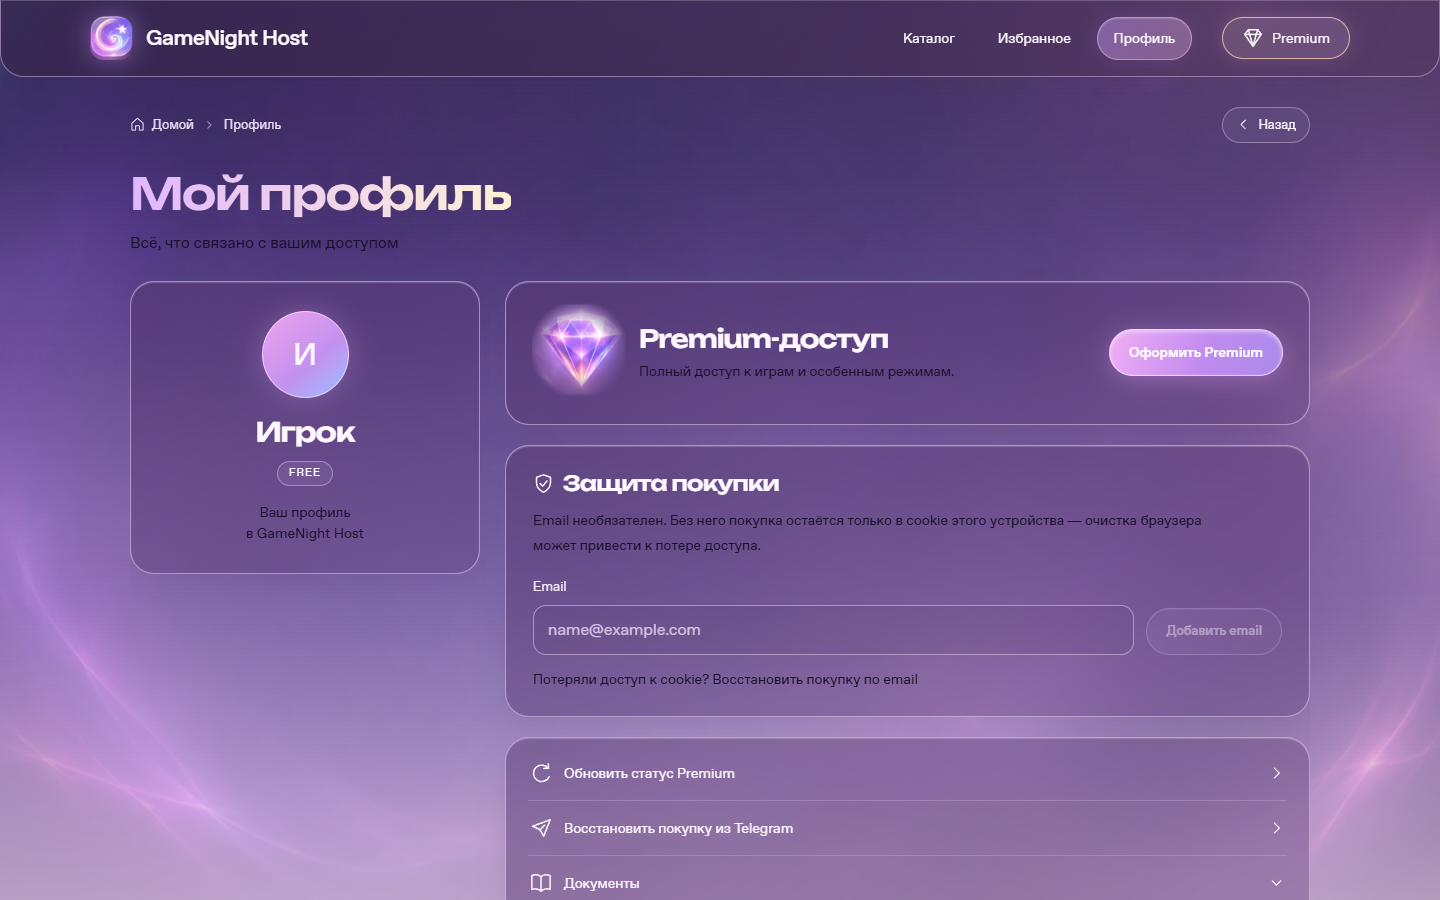 GameNight Host
Каталог
Избранное
Профиль
Premium
Домой
Профиль
Назад
Мой профиль
Всё, что связано с вашим доступом
И
Игрок
FREE
Ваш профиль
в GameNight Host
Premium-доступ
Полный доступ к играм и особенным режимам.
Оформить Premium
Защита покупки
Email необязателен. Без него покупка остаётся только в cookie этого устройства — очистка браузера
может привести к потере доступа.
Email
name@example.com
Добавить email
Потеряли доступ к cookie? Восстановить покупку по email
Обновить статус Premium
Восстановить покупку из Telegram
Документы